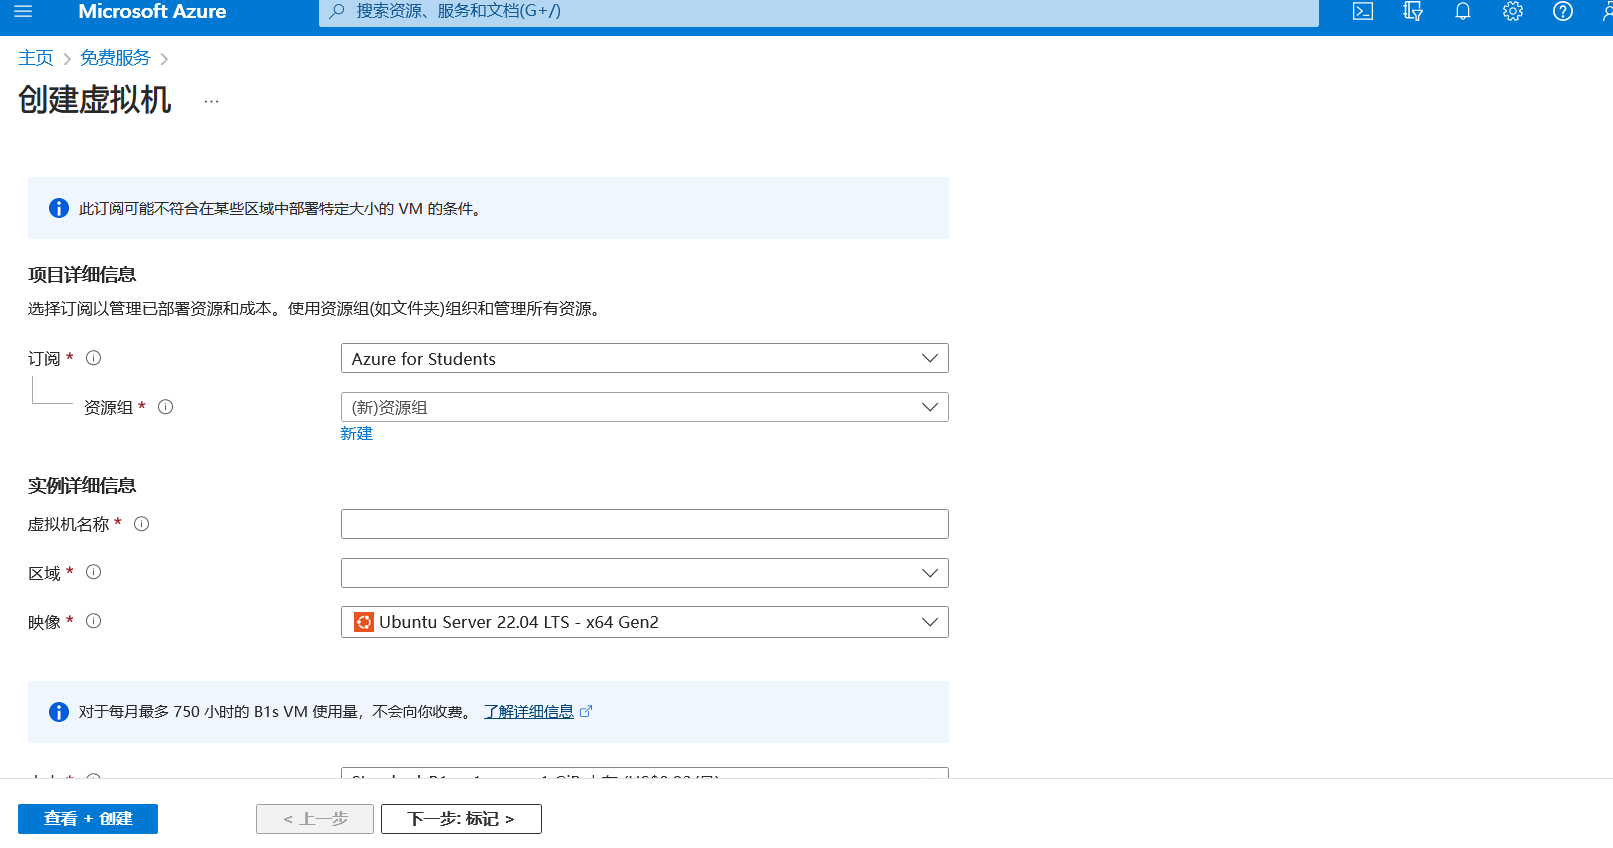 Microsoft Azure
搜索资源、服务和文档(G+/)
主页 > 免费服务 >
创建虚拟机 ...
此订阅可能不符合在某些区域中部署特定大小的 VM 的条件。
项目详细信息
选择订阅以管理已部署资源和成本。使用资源组(如文件夹)组织和管理所有资源。
订阅 *
Azure for Students
资源组 *
(新)资源组
新建
实例详细信息
虚拟机名称 *
区域 *
映像 *
Ubuntu Server 22.04 LTS - x64 Gen2
对于每月最多 750 小时的 B1s VM 使用量，不会向你收费。 了解详细信息
查看 + 创建
< 上一步
下一步: 标记 >